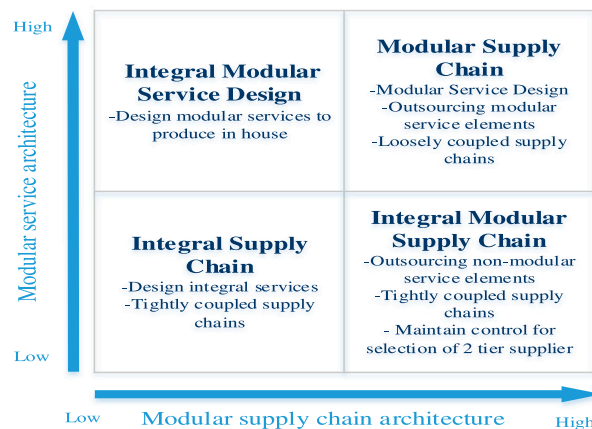 High
Modular service architecture
Low
Integral Modular
Service Design
-Design modular services to
produce in house
Modular Supply
Chain
-Modular Service Design
-Outsourcing modular
service elements
-Loosely coupled supply
chains
Integral Supply
Chain
-Design integral services
-Tightly coupled supply
chains
Integral Modular
Supply Chain
-Outsourcing non-modular
service elements
-Tightly coupled supply
chains
- Maintain control for
selection of 2 tier supplier
Low
Modular supply chain architecture
High